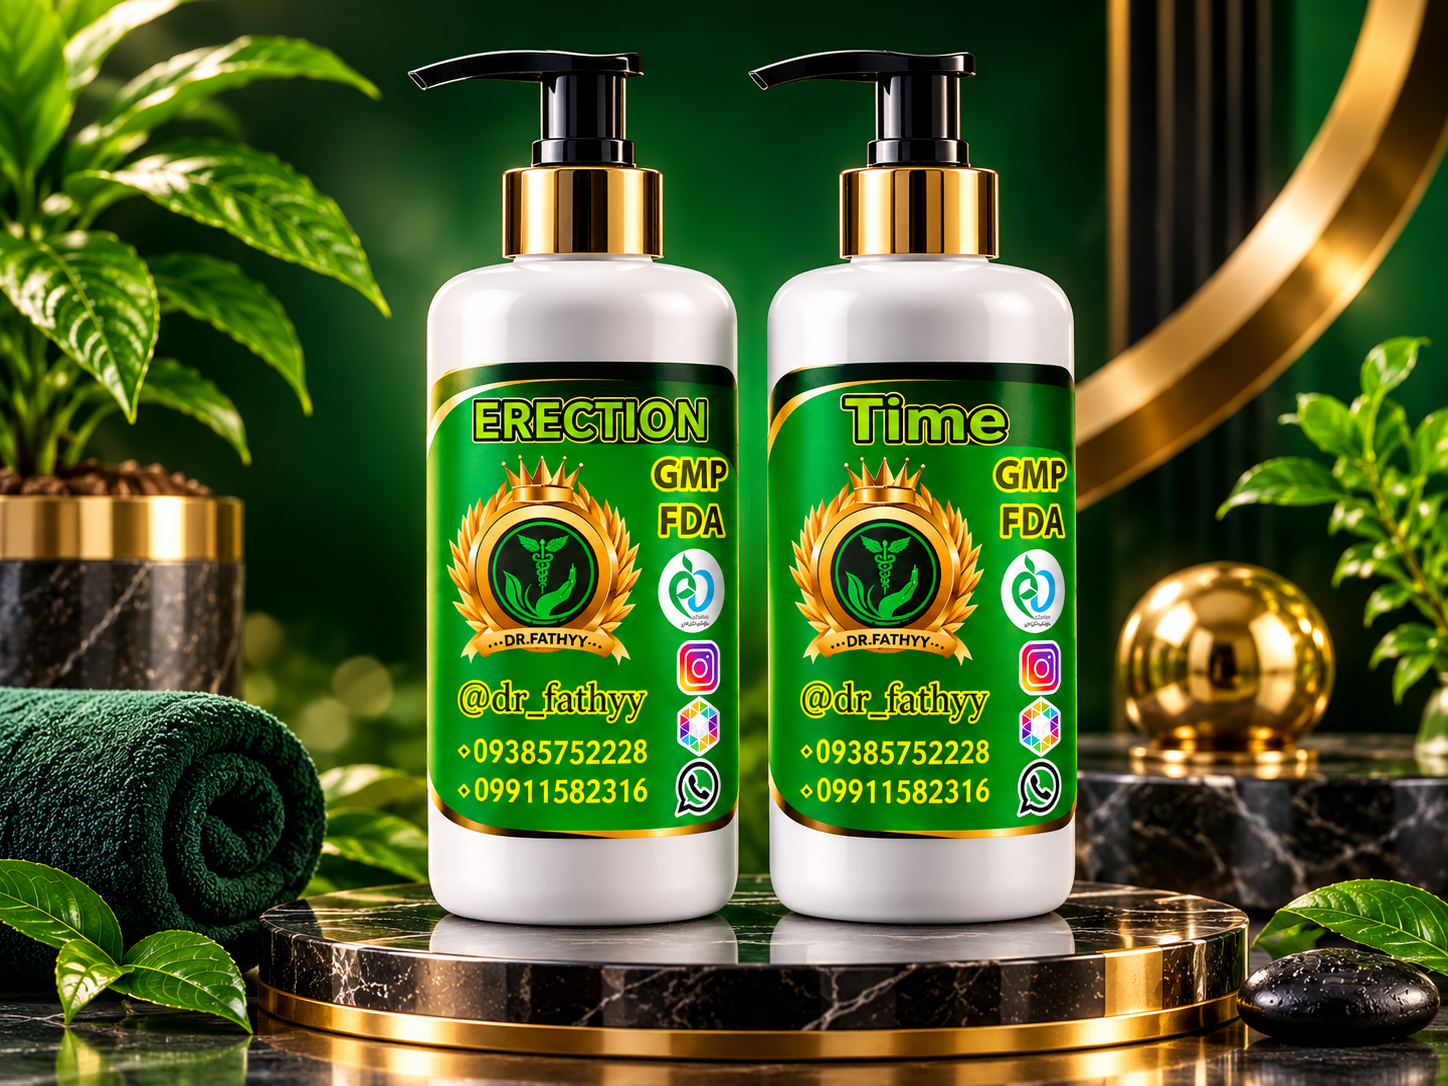 ERECTION
GMP
FDA
...DR.FATHYY...
@dr_fathyy
09385752228
09911582316
Time
GMP
FDA
...DR.FATHYY...
@dr_fathyy
09385752228
09911582316